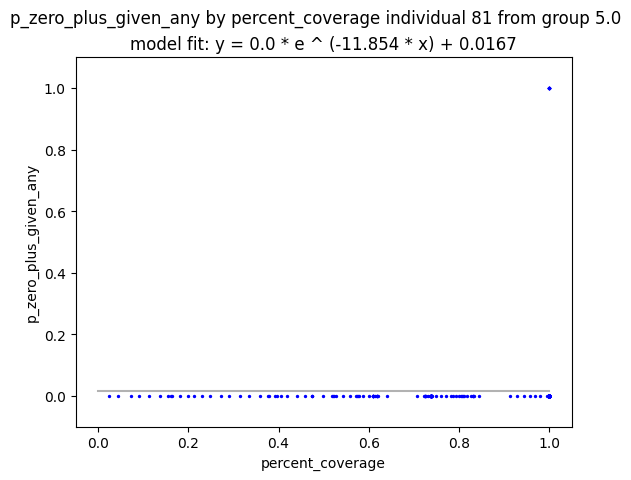 p_zero_plus_given_any by percent_coverage individual 81 from group 5.0
model fit: y = 0.0 * e ^ (-11.854 * x) + 0.0167
1.0
0.8
0.6
0.4
0.2
0.0
p_zero_plus_given_any
0.0 0.2 0.4 0.6 0.8 1.0
percent_coverage